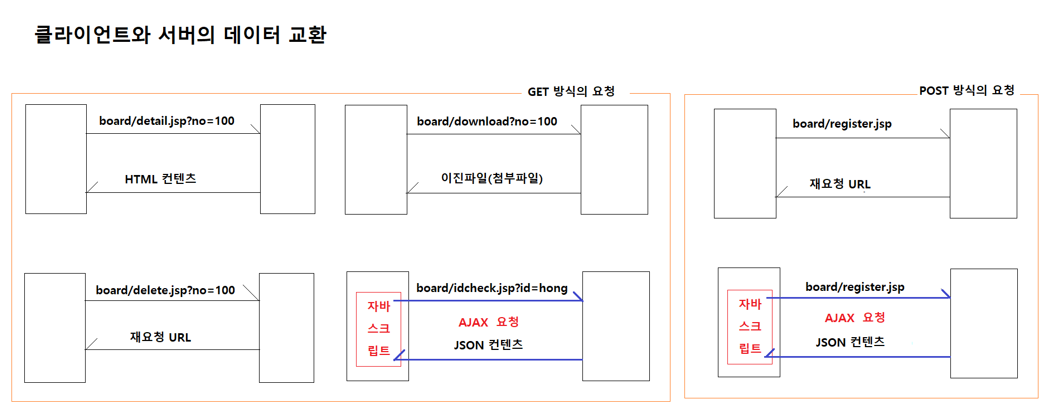 클라이언트와 서버의 데이터 교환
GET 방식의 요청
board/detail.jsp?no=100
HTML 컨텐츠
board/download?no=100
이진파일(첨부파일)
board/delete.jsp?no=100
재요청 URL
자바
스크
립트
board/idcheck.jsp?id=hong
AJAX 요청
JSON 컨텐츠
POST 방식의 요청
board/register.jsp
재요청 URL
자바
스크
립트
board/register.jsp
AJAX 요청
JSON 컨텐츠